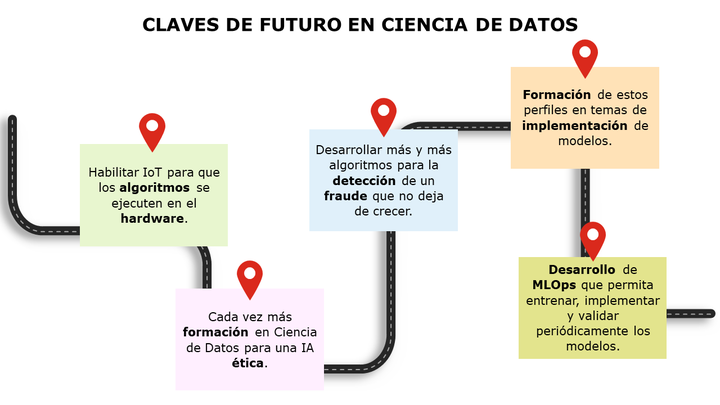 CLAVES DE FUTURO EN CIENCIA DE DATOS
Habilitar IoT para que
los algoritmos se
ejecuten en el
hardware.
Cada vez más
formación en Ciencia
de Datos para una IA
ética.
Desarrollar más y más
algoritmos para la
detección de un
fraude que no deja
de crecer.
Formación de estos
perfiles en temas de
implementación de
modelos.
Desarrollo de
MLOps que permita
entrenar, implementar
y validar
periódicamente los
modelos.